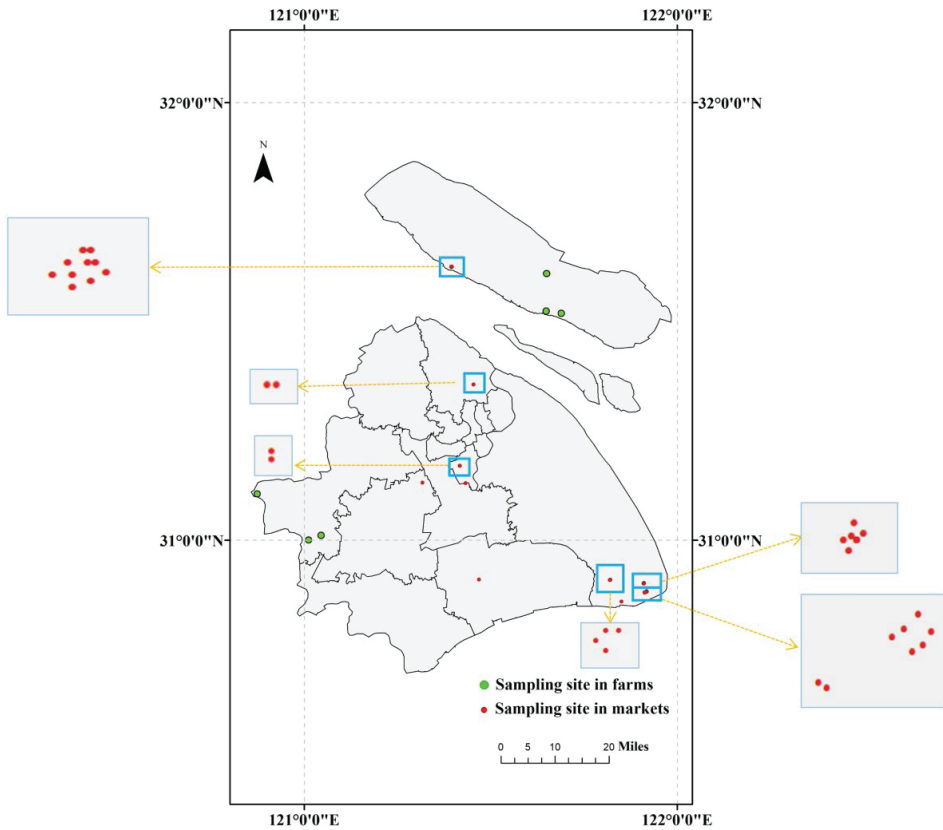 121°0'0"E 122°0'0"E
32°0'0"N 32°0'0"N
N
31°0'0"N 31°0'0"N
Sampling site in farms
Sampling site in markets
0 5 10 20 Miles
121°0'0"E 122°0'0"E